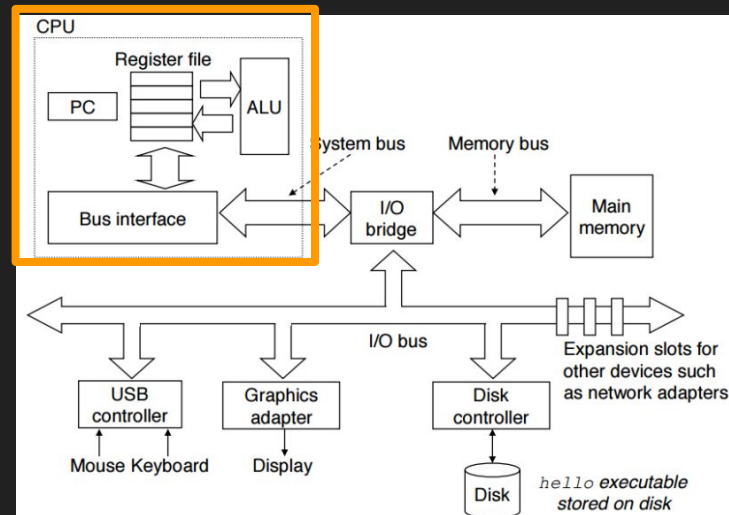 CPU
Register file
PC
ALU
System bus
Memory bus
Bus interface
I/O
bridge
Main
memory
I/O bus
Expansion slots for
other devices such
as network adapters
USB
controller
Graphics
adapter
Disk
controller
Mouse Keyboard
Display
Disk
hello executable
stored on disk